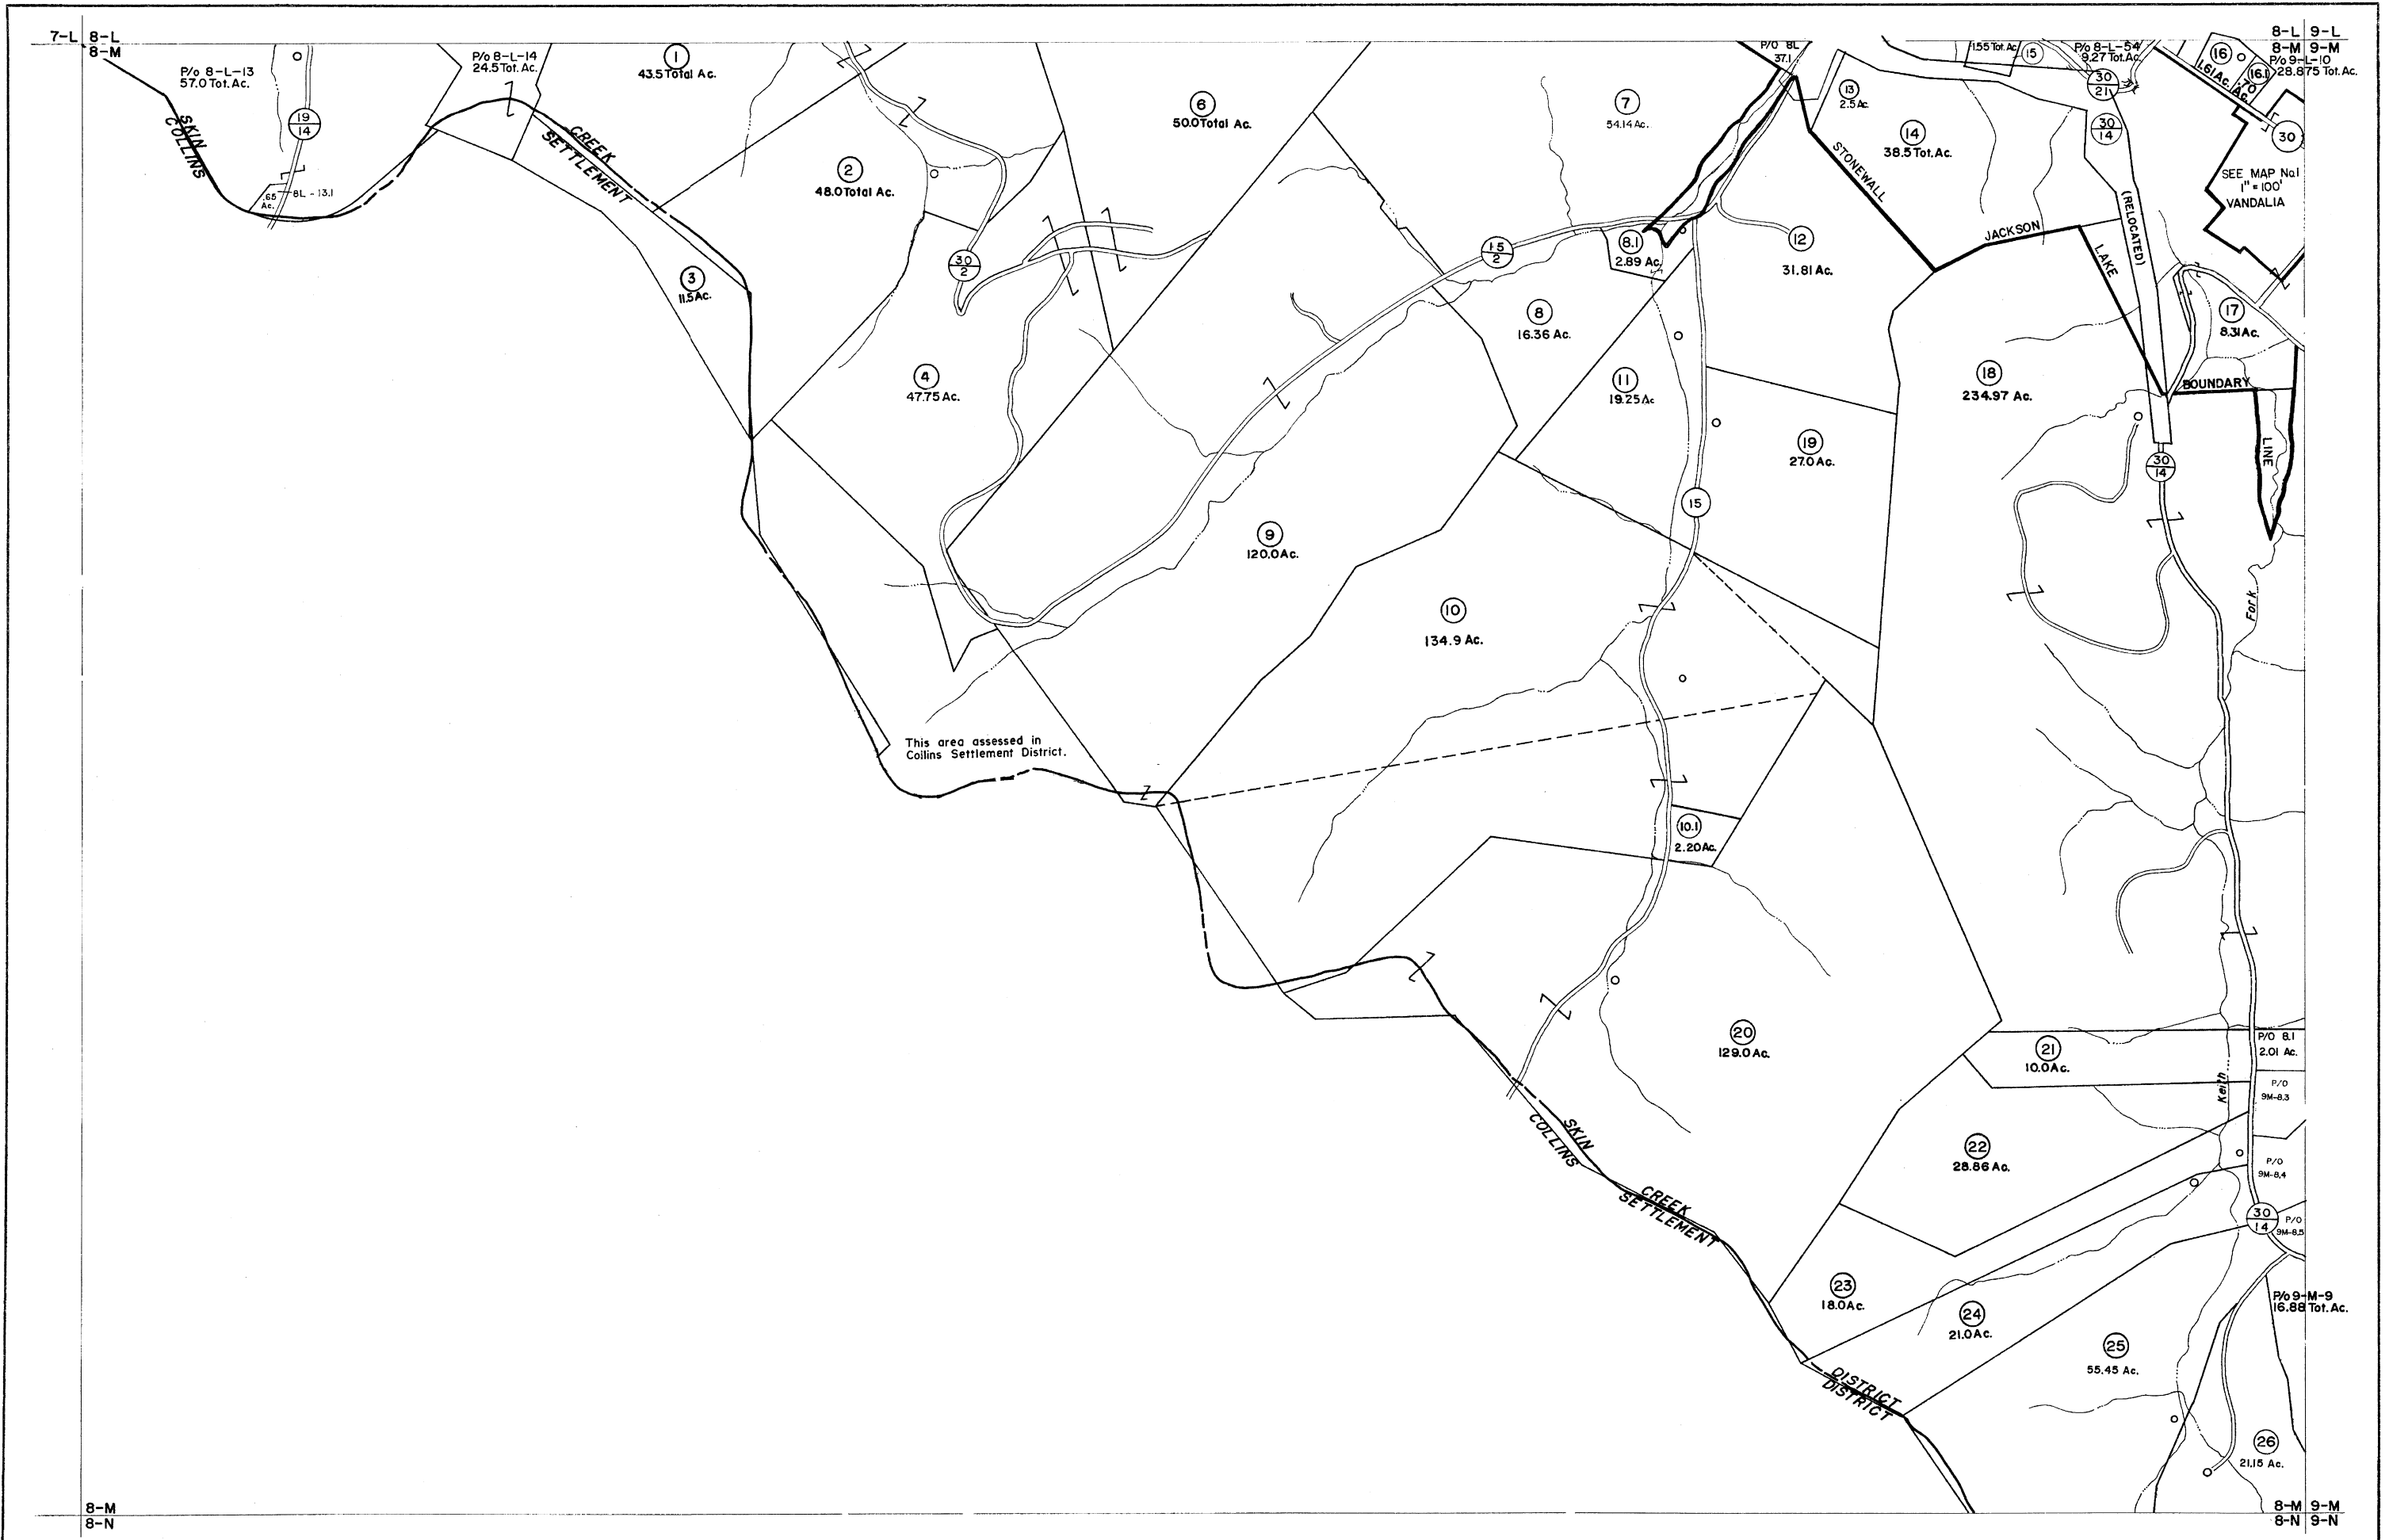 7-L 8-L
8-M
8-L 9-L
8-M 9-M
P/o 8-L-13
57.0 Tot. Ac.
19
14
.65
Ac.
8L - 13.1
SKIN
COLLINS
P/o 8-L-14
24.5 Tot. Ac.
CREEK
SETTLEMENT
1
43.5 Total Ac.
2
48.0 Total Ac.
3
11.5 Ac.
30
2
4
47.75 Ac.
6
50.0 Total Ac.
7
54.14 Ac.
P/O 8L
37.1
15
2
8.1
2.89 Ac.
8
16.36 Ac.
12
31.81 Ac.
13
2.5 Ac.
14
38.5 Tot. Ac.
STONEWALL
JACKSON
LAKE
BOUNDARY
LINE
1.55 Tot. Ac.
15
P/o 8-L-54
9.27 Tot. Ac.
30
21
30
14
(RELOCATED)
16
1.61 Ac.
16.1
.70
Ac.
P/o 9-L-10
28.875 Tot. Ac.
30
SEE MAP No.1
1" = 100'
VANDALIA
17
8.31 Ac.
18
234.97 Ac.
11
19.25 Ac
19
27.0 Ac.
30
14
15
9
120.0 Ac.
10
134.9 Ac.
Fork
This area assessed in
Collins Settlement District.
10.1
2.20 Ac.
20
129.0 Ac.
21
10.0 Ac.
P/O 8.1
2.01 Ac.
P/O
9M-8.3
Keith
22
28.86 Ac.
P/O
9M-8.4
30
14
P/O
9M-8.5
SKIN
COLLINS
CREEK
SETTLEMENT
23
18.0 Ac.
24
21.0 Ac.
P/o 9-M-9
16.88 Tot. Ac.
25
55.45 Ac.
DISTRICT
DISTRICT
26
21.15 Ac.
8-M
8-N
8-M 9-M
8-N 9-N